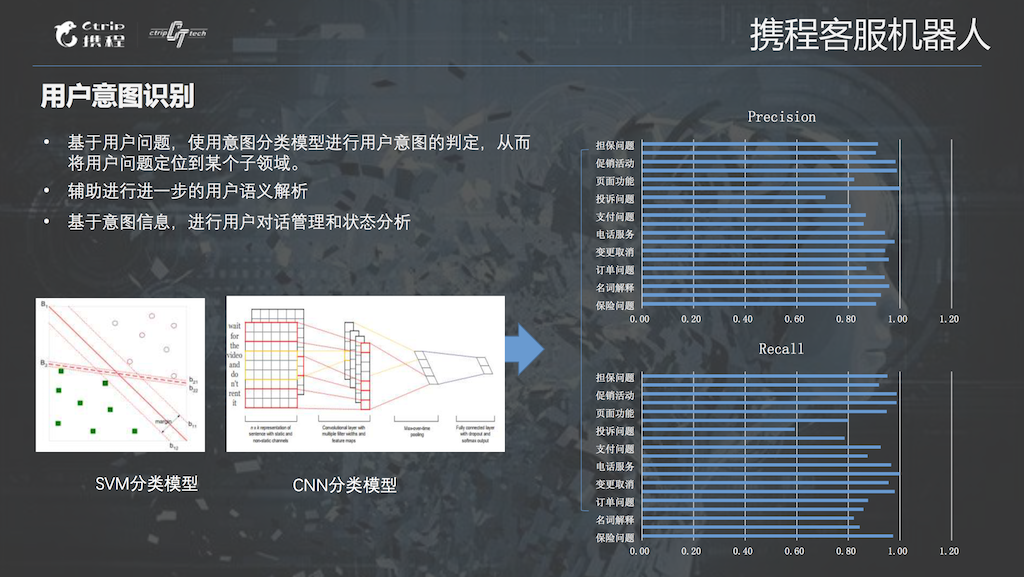 Ctrip
携程
ctrip GT tech
携程客服机器人
用户意图识别
• 基于用户问题，使用意图分类模型进行用户意图的判定，从而
将用户问题定位到某个子领域。
• 辅助进行进一步的用户语义解析
• 基于意图信息，进行用户对话管理和状态分析
B1
B2
b21
b22
margin
b11
b12
SVM分类模型
wait
for
the
video
and
do
n't
rent
it
n x k representation of
sentence with static and
non-static channels
Convolutional layer with
multiple filter widths and
feature maps
Max-over-time
pooling
Fully connected layer
with dropout and
softmax output
CNN分类模型
Precision
担保问题
促销活动
页面功能
投诉问题
支付问题
电话服务
变更取消
订单问题
名词解释
保险问题
0.00 0.20 0.40 0.60 0.80 1.00 1.20
Recall
担保问题
促销活动
页面功能
投诉问题
支付问题
电话服务
变更取消
订单问题
名词解释
保险问题
0.00 0.20 0.40 0.60 0.80 1.00 1.20